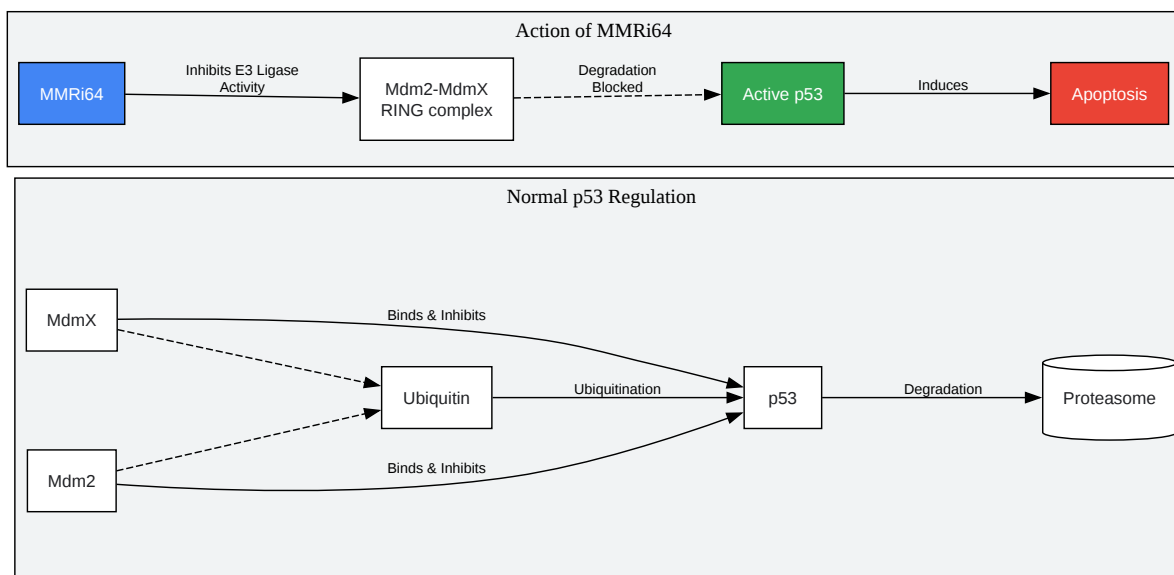 Action of MMRi64
MMRi64
Inhibits E3 Ligase
Activity
Mdm2-MdmX
RING complex
Degradation
Blocked
Active p53
Induces
Apoptosis
Normal p53 Regulation
MdmX
Binds & Inhibits
Ubiquitin
Ubiquitination
p53
Degradation
Proteasome
Mdm2
Binds & Inhibits